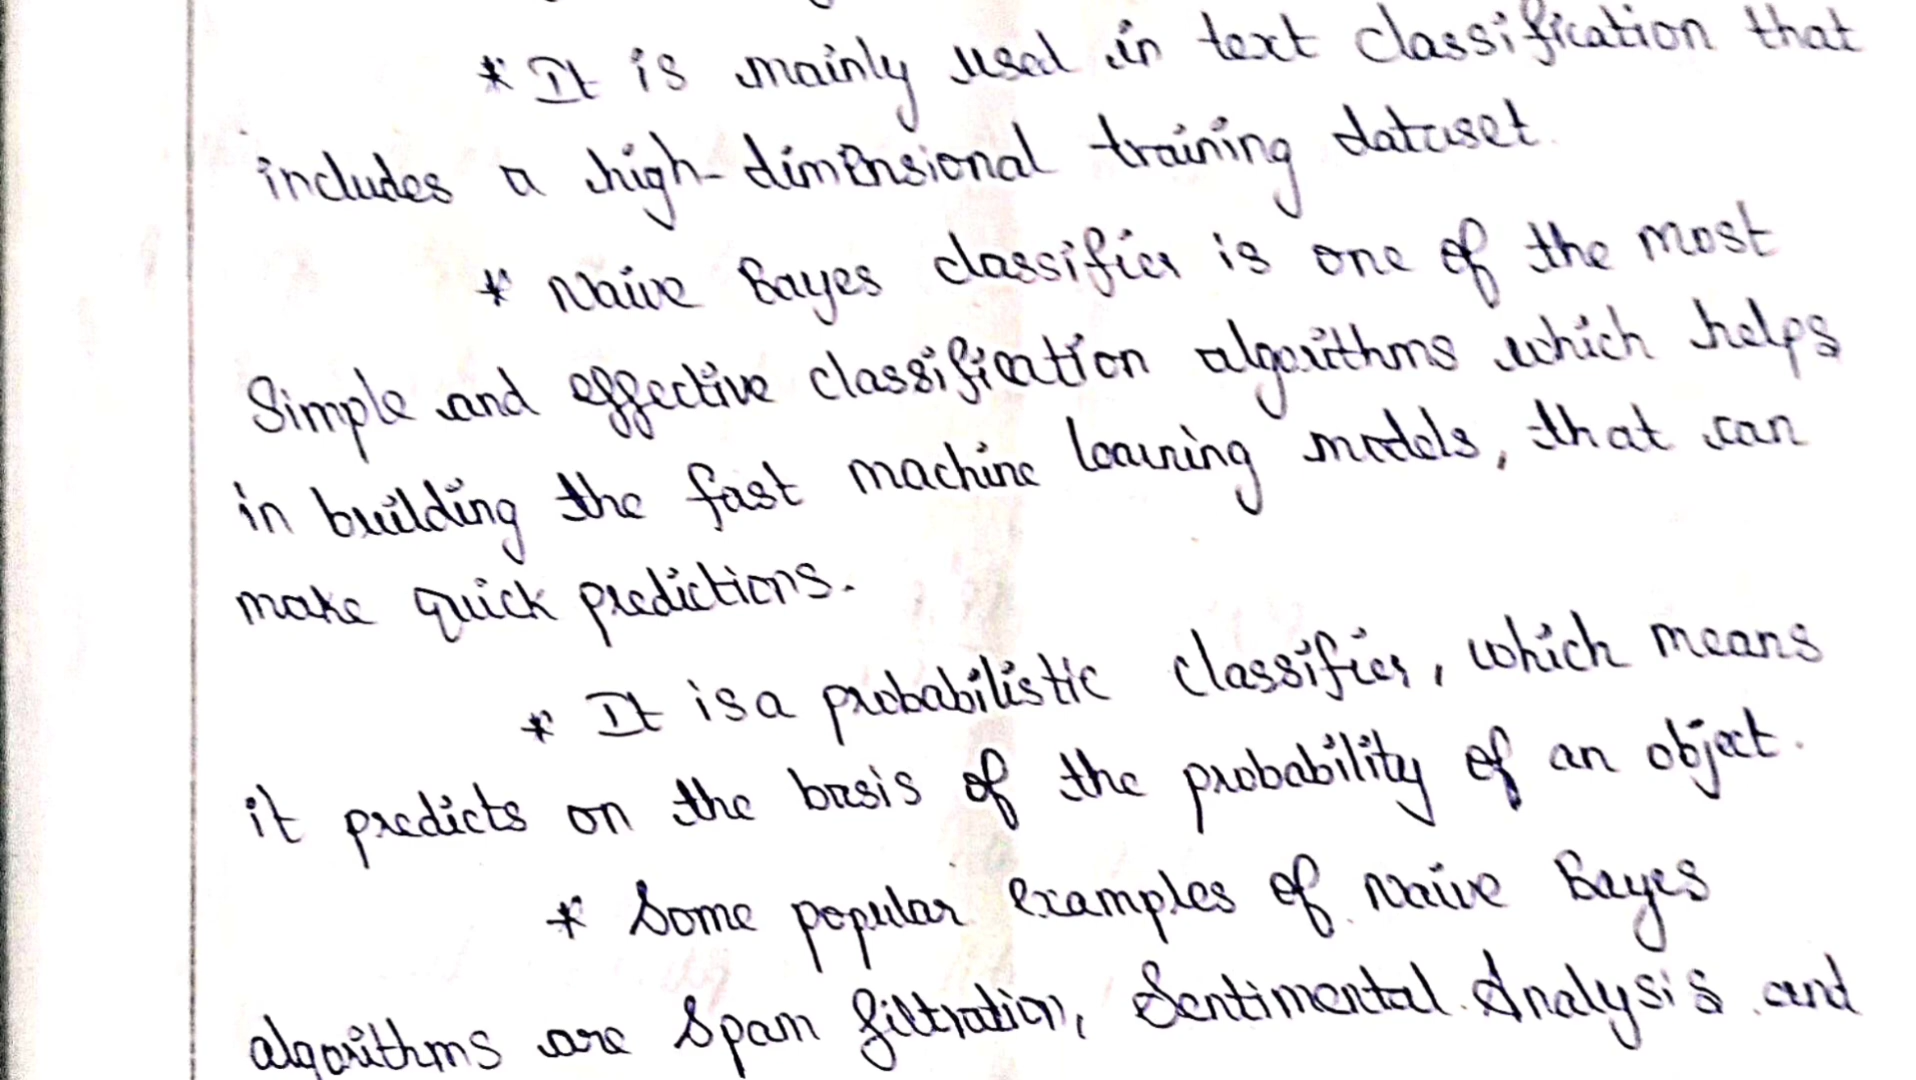 * It is mainly used in text classification that
includes a high-dimensional training dataset.
* Naive Bayes classifier is one of the most
Simple and effective classification algorithms which helps
in building the fast machine learning models, that can
make quick predictions.
* It is a probabilistic classifier, which means
it predicts on the basis of the probability of an object.
* Some popular examples of naive Bayes
algorithms are Spam filtration, Sentimental Analysis and